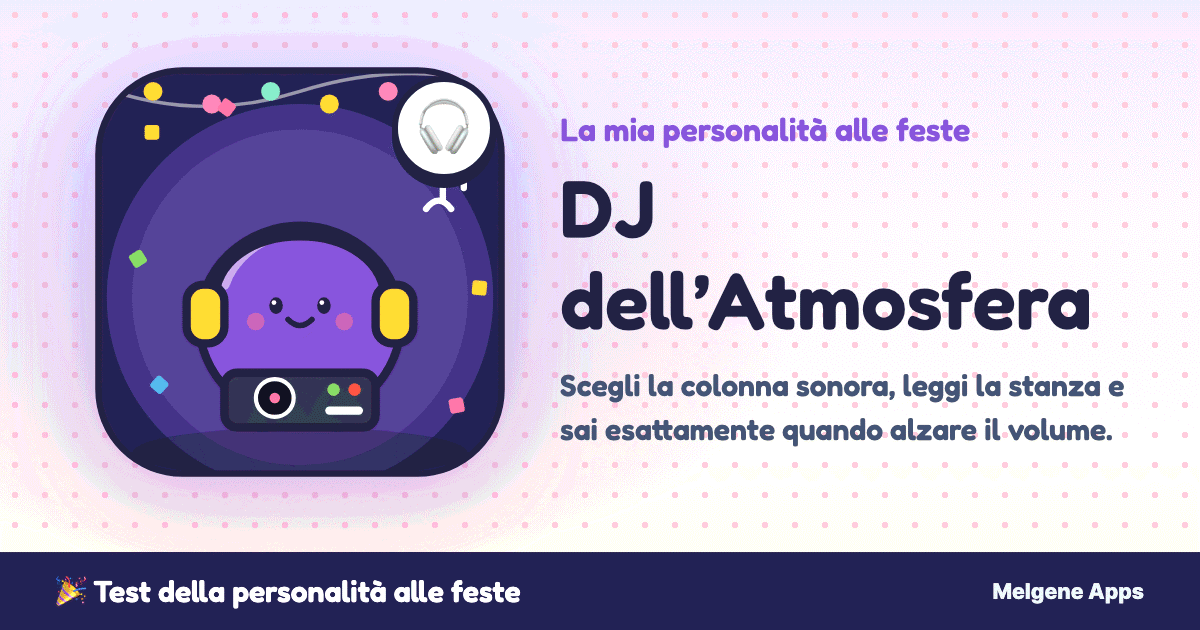 La mia personalità alle feste
DJ
dell’Atmosfera
Scegli la colonna sonora, leggi la stanza e
sai esattamente quando alzare il volume.
Test della personalità alle feste
Melgene Apps